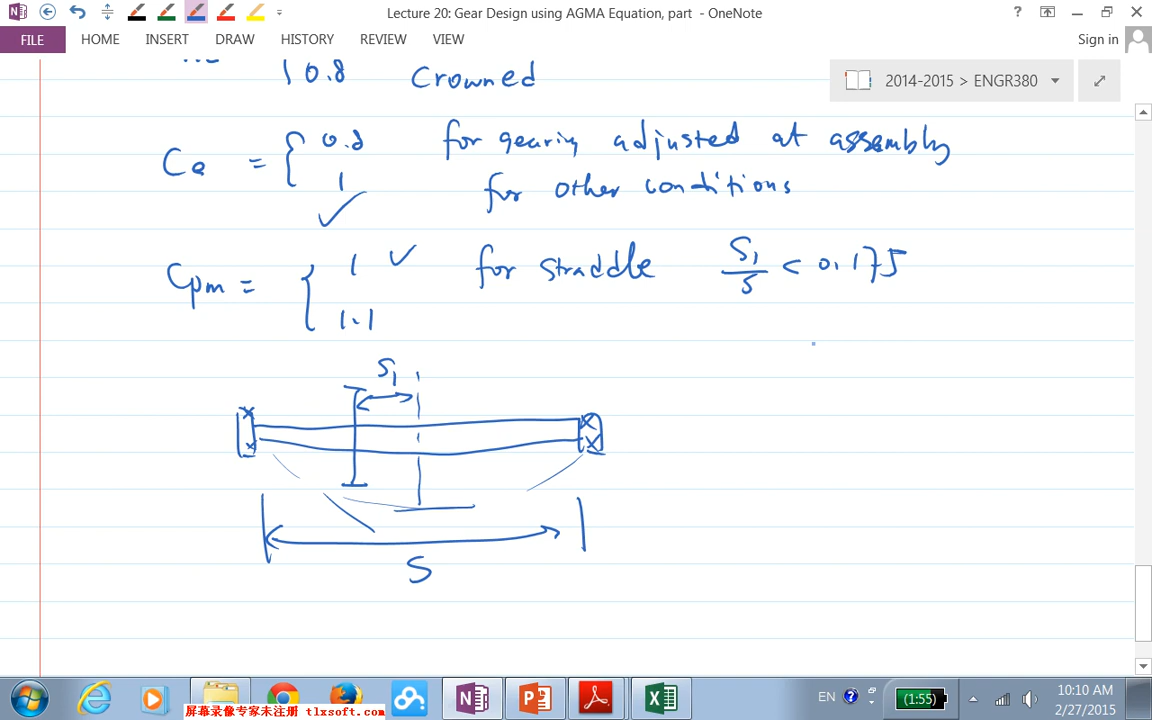 Lecture 20: Gear Design using AGMA Equation, part - OneNote
?
FILE HOME INSERT DRAW HISTORY REVIEW VIEW
Sign in
2014-2015 > ENGR380
0.8 Crowned
Ce = { 0.8 for gearing adjusted at assembly
1 for other conditions
Cpm = { 1 for straddle S1/S < 0.175
1.1
S1
S
EN
(1:55)
10:10 AM
2/27/2015
屏幕录像专家未注册 tlxsoft.com